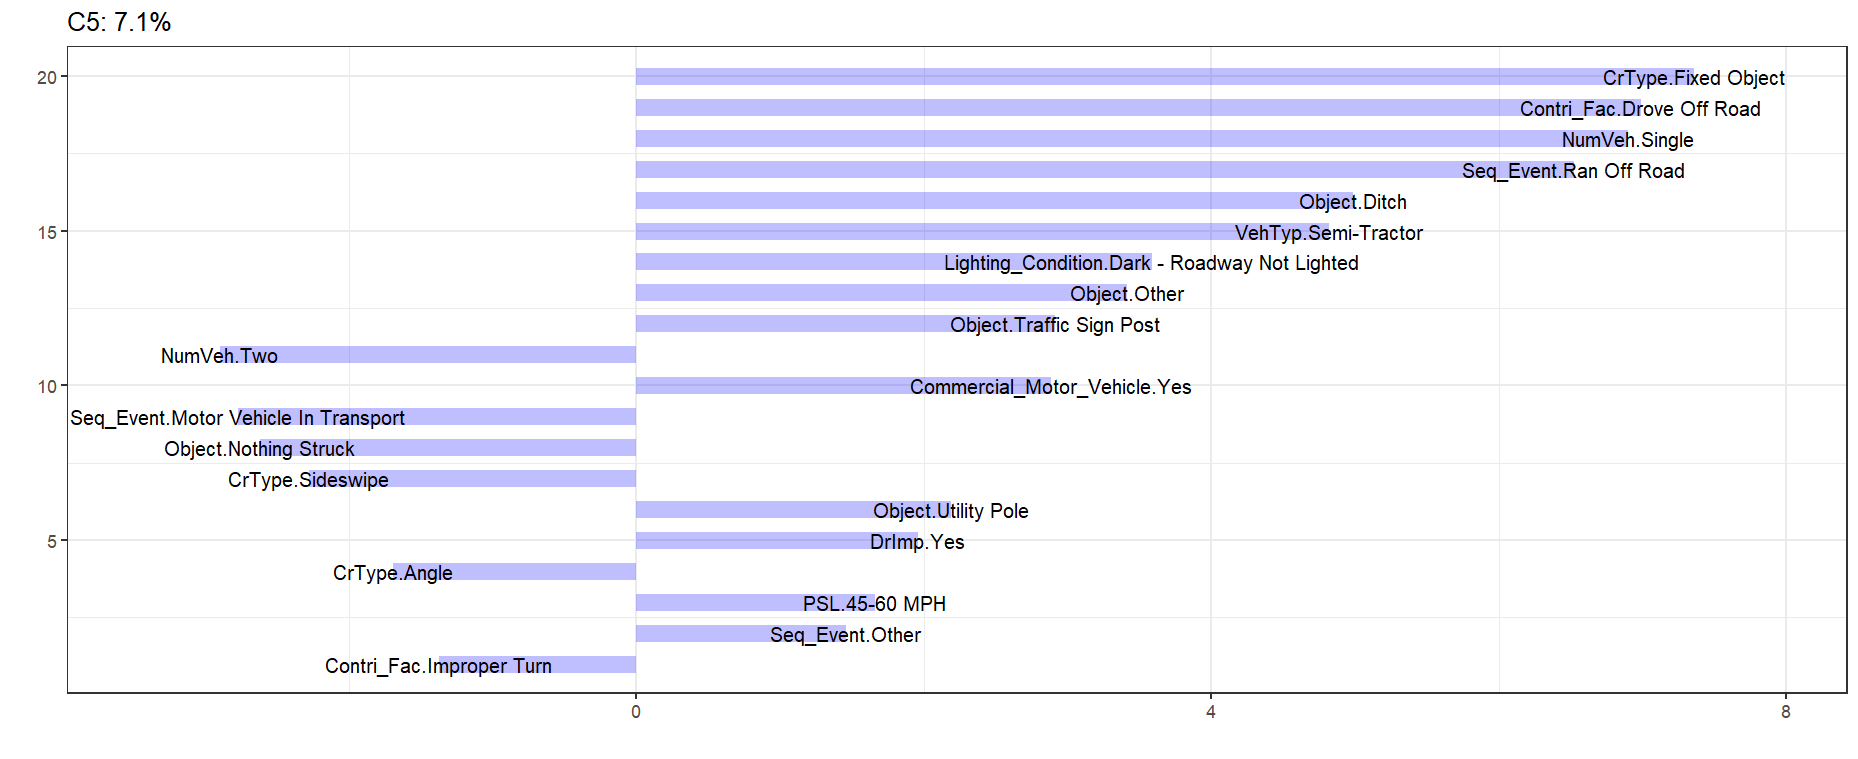 C5: 7.1%
20
CrType.Fixed Object
Contri_Fac.Drove Off Road
NumVeh.Single
Seq_Event.Ran Off Road
Object.Ditch
15
VehTyp.Semi-Tractor
Lighting_Condition.Dark - Roadway Not Lighted
Object.Other
Object.Traffic Sign Post
NumVeh.Two
10
Commercial_Motor_Vehicle.Yes
Seq_Event.Motor Vehicle In Transport
Object.Nothing Struck
CrType.Sideswipe
Object.Utility Pole
5
DrImp.Yes
CrType.Angle
PSL.45-60 MPH
Seq_Event.Other
Contri_Fac.Improper Turn
0 4 8